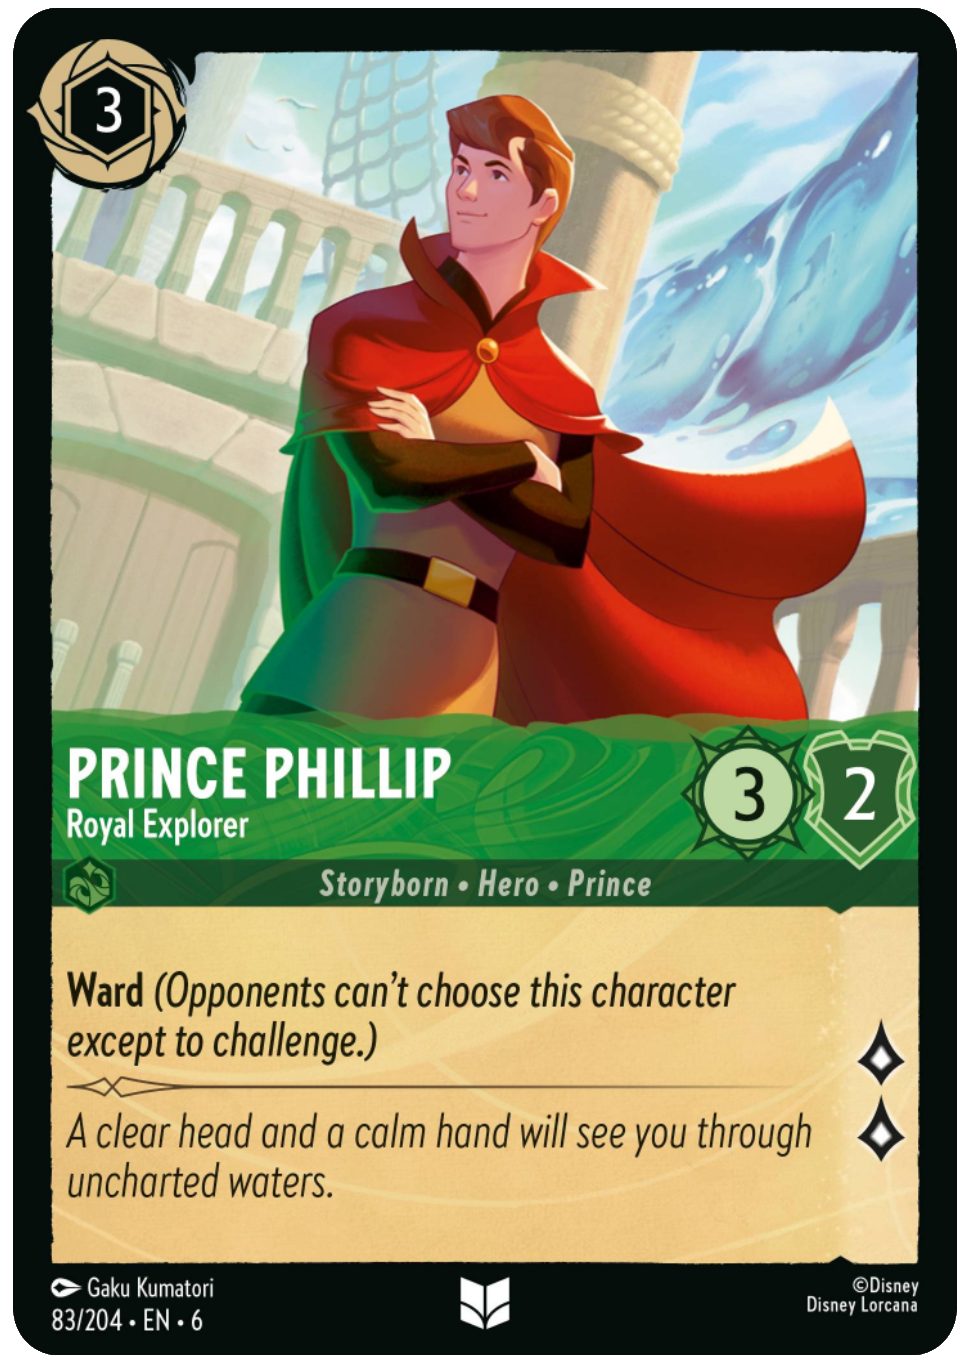 3
PRINCE PHILLIP
Royal Explorer
3
2
Storyborn • Hero • Prince
Ward (Opponents can't choose this character
except to challenge.)
A clear head and a calm hand will see you through
uncharted waters.
Gaku Kumatori
83/204 • EN • 6
©Disney
Disney Lorcana